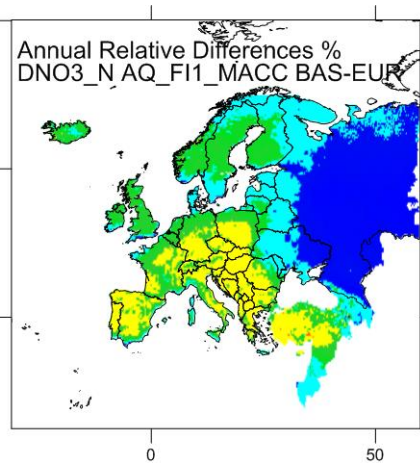 Annual Relative Differences %
DNO3_N AQ_FI1_MACC BAS-EUR
0
50